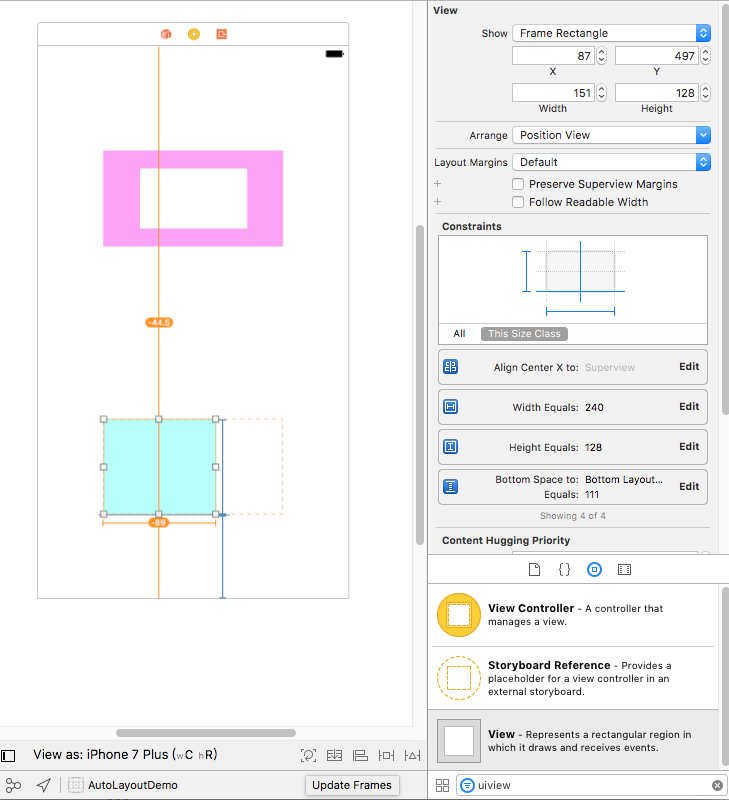 View
Show Frame Rectangle
87 497
X Y
151 128
Width Height
Arrange Position View
Layout Margins Default
Preserve Superview Margins
Follow Readable Width
Constraints
All This Size Class
Align Center X to: Superview Edit
Width Equals: 240 Edit
Height Equals: 128 Edit
Bottom Space to: Bottom Layout...
Equals: 111 Edit
Showing 4 of 4
Content Hugging Priority
-44.5
-89
View Controller - A controller that
manages a view.
Storyboard Reference - Provides a
placeholder for a view controller in an
external storyboard.
View - Represents a rectangular region in
which it draws and receives events.
View as: iPhone 7 Plus (wC hR)
AutoLayoutDemo Update Frames
uiview